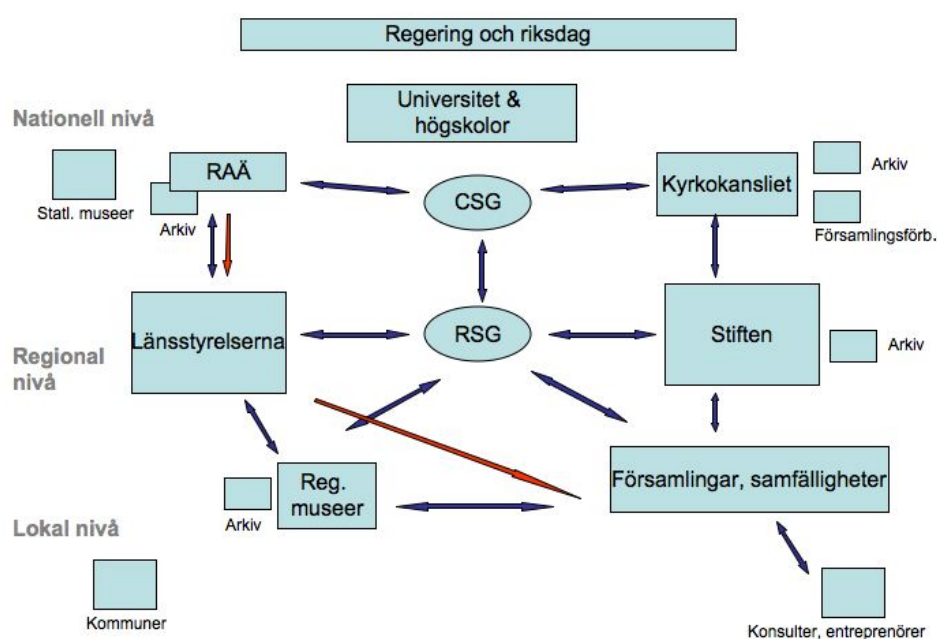 Regering och riksdag
Universitet &
högskolor
Nationell nivå
RAÄ
Statl. museer
Arkiv
CSG
Kyrkokansliet
Arkiv
Församlingsförb.
Länsstyrelserna
RSG
Stiften
Arkiv
Regional
nivå
Arkiv
Reg.
museer
Församlingar, samfälligheter
Lokal nivå
Kommuner
Konsulter, entreprenörer